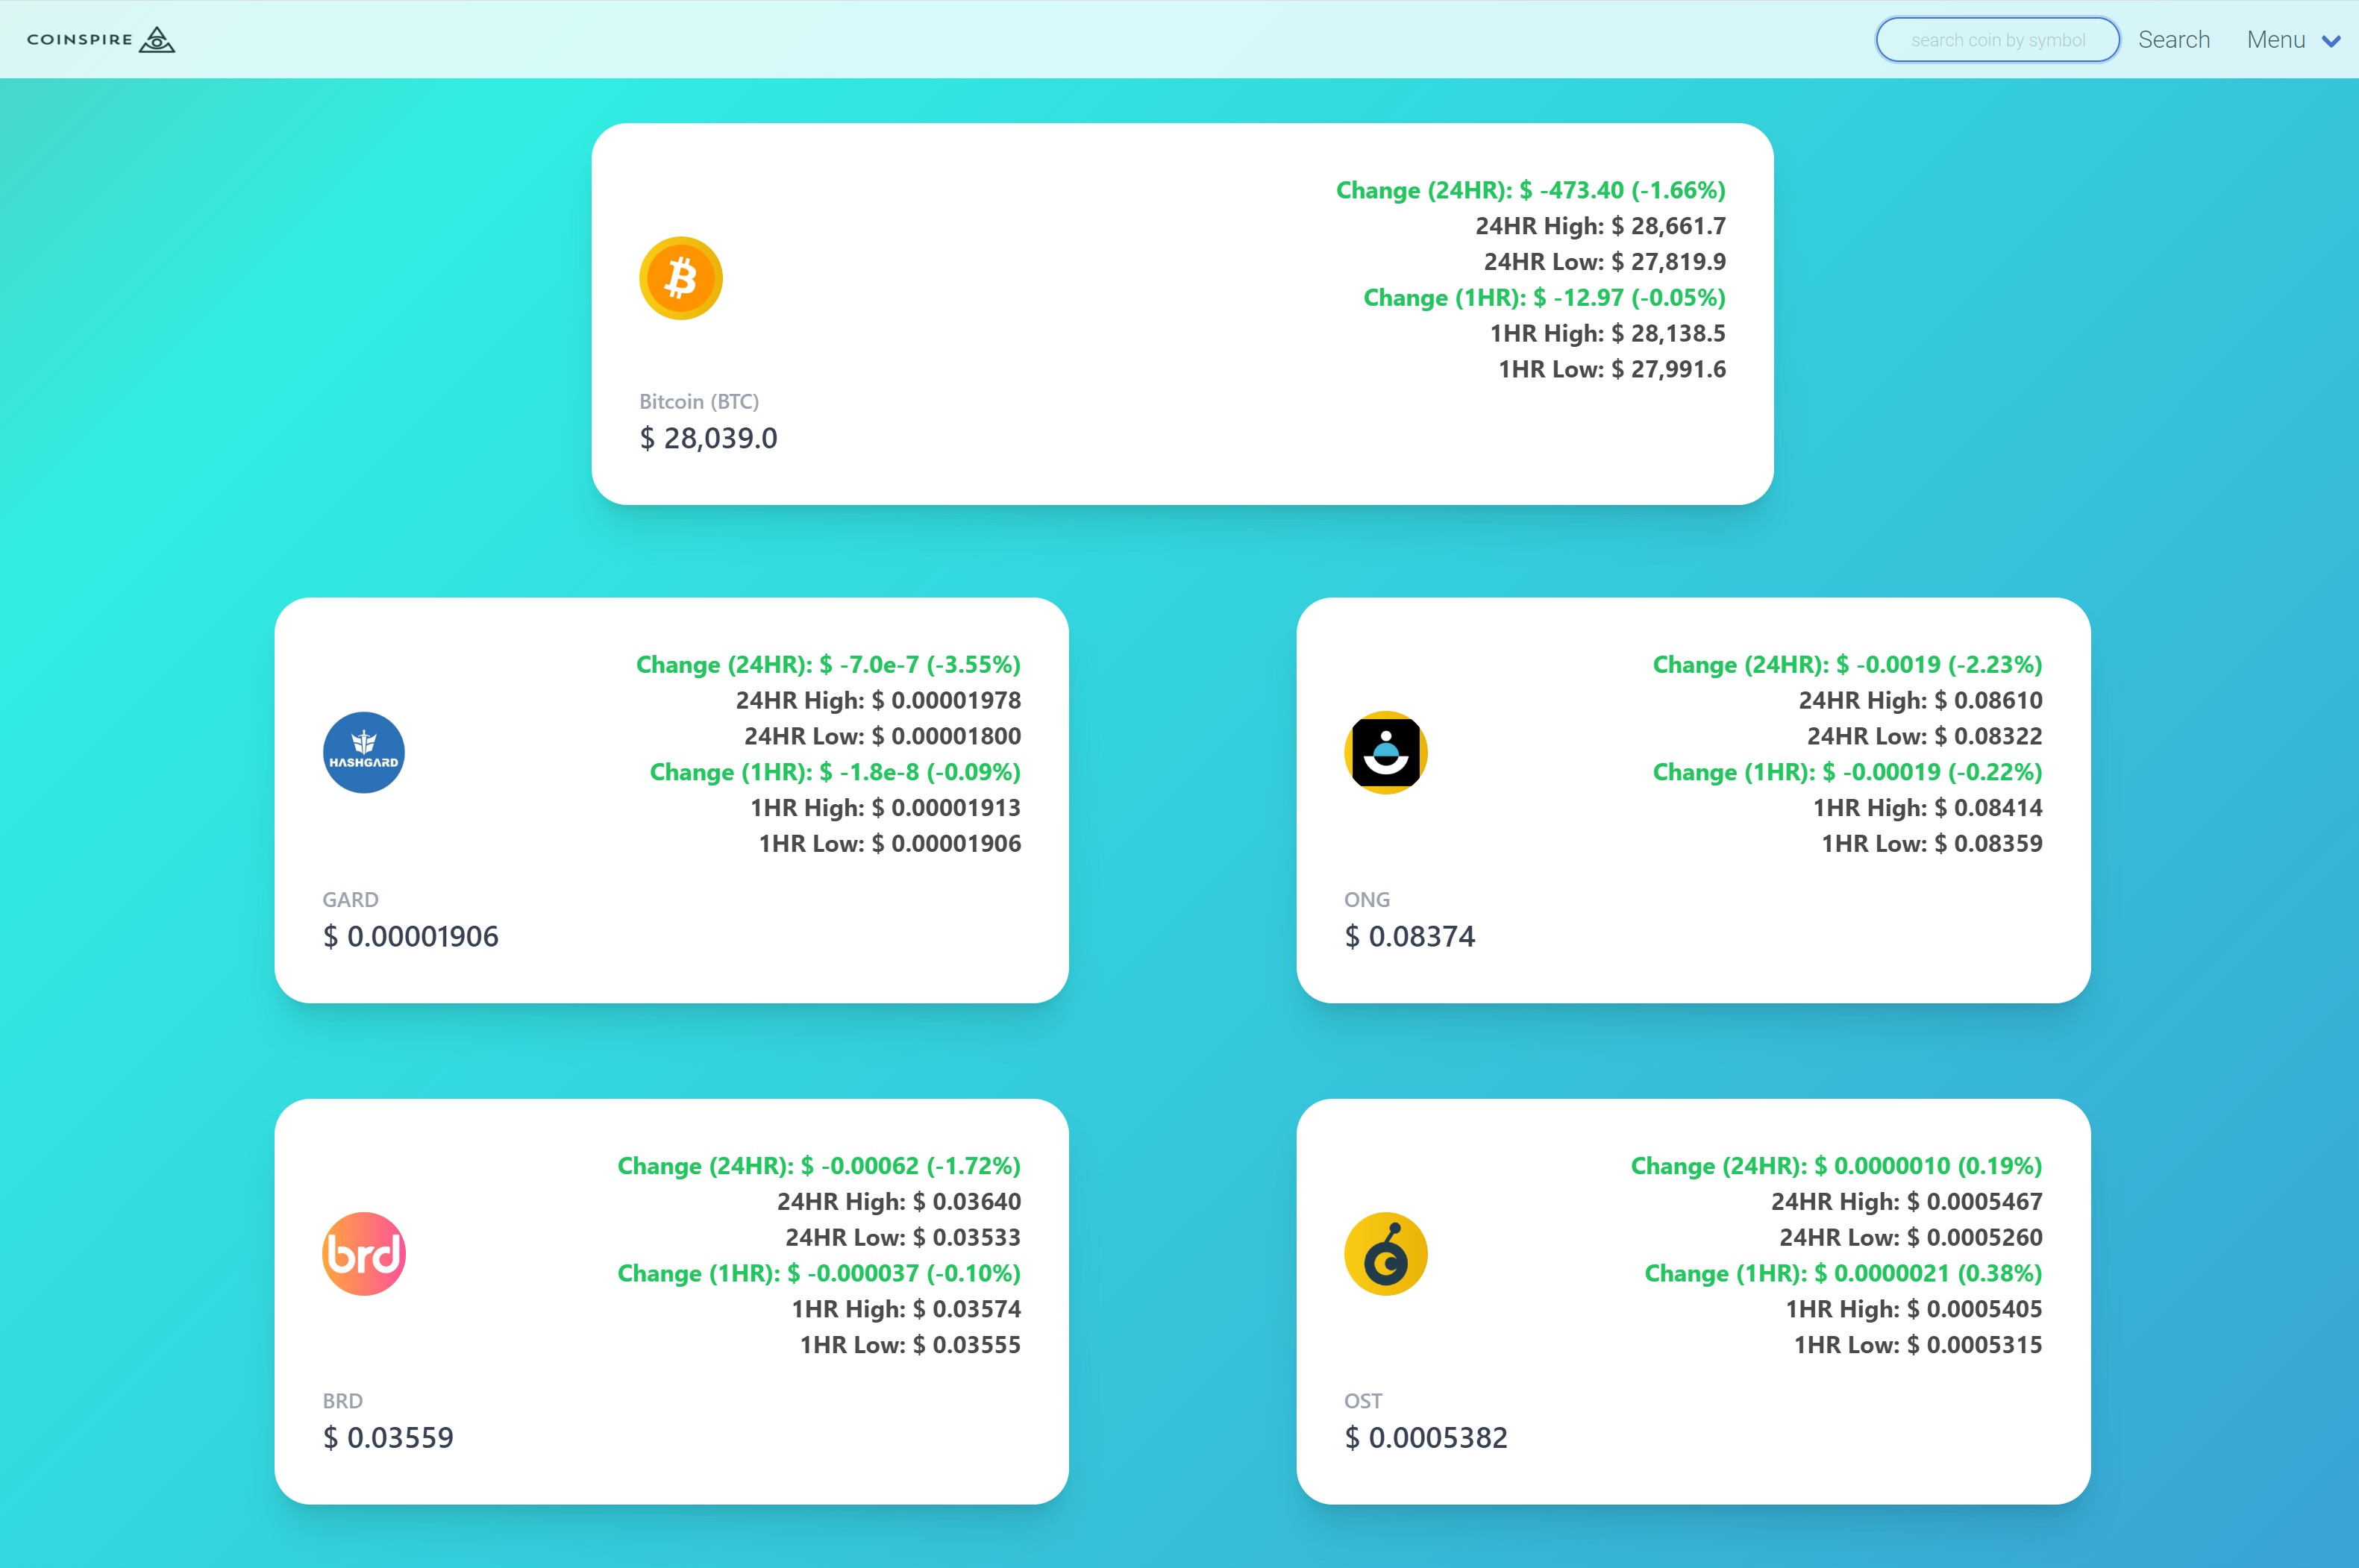 COINSPIRE
search coin by symbol
Search
Menu
Change (24HR): $ -473.40 (-1.66%)
24HR High: $ 28,661.7
24HR Low: $ 27,819.9
Change (1HR): $ -12.97 (-0.05%)
1HR High: $ 28,138.5
1HR Low: $ 27,991.6
Bitcoin (BTC)
$ 28,039.0
Change (24HR): $ -7.0e-7 (-3.55%)
24HR High: $ 0.00001978
24HR Low: $ 0.00001800
Change (1HR): $ -1.8e-8 (-0.09%)
1HR High: $ 0.00001913
1HR Low: $ 0.00001906
HASHGARD
GARD
$ 0.00001906
Change (24HR): $ -0.0019 (-2.23%)
24HR High: $ 0.08610
24HR Low: $ 0.08322
Change (1HR): $ -0.00019 (-0.22%)
1HR High: $ 0.08414
1HR Low: $ 0.08359
ONG
$ 0.08374
Change (24HR): $ -0.00062 (-1.72%)
24HR High: $ 0.03640
24HR Low: $ 0.03533
Change (1HR): $ -0.000037 (-0.10%)
1HR High: $ 0.03574
1HR Low: $ 0.03555
brd
BRD
$ 0.03559
Change (24HR): $ 0.0000010 (0.19%)
24HR High: $ 0.0005467
24HR Low: $ 0.0005260
Change (1HR): $ 0.0000021 (0.38%)
1HR High: $ 0.0005405
1HR Low: $ 0.0005315
OST
$ 0.0005382